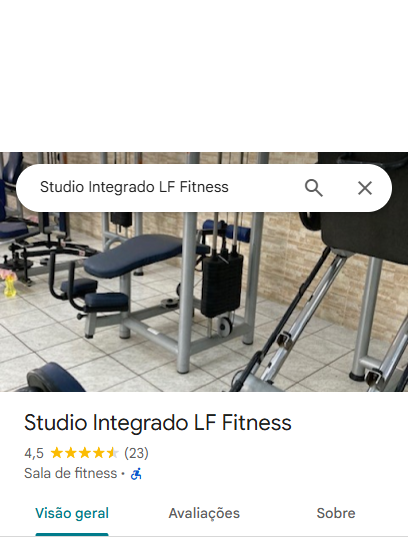 Studio Integrado LF Fitness
Studio Integrado LF Fitness
4,5 (23)
Sala de fitness ·
Visão geral Avaliações Sobre